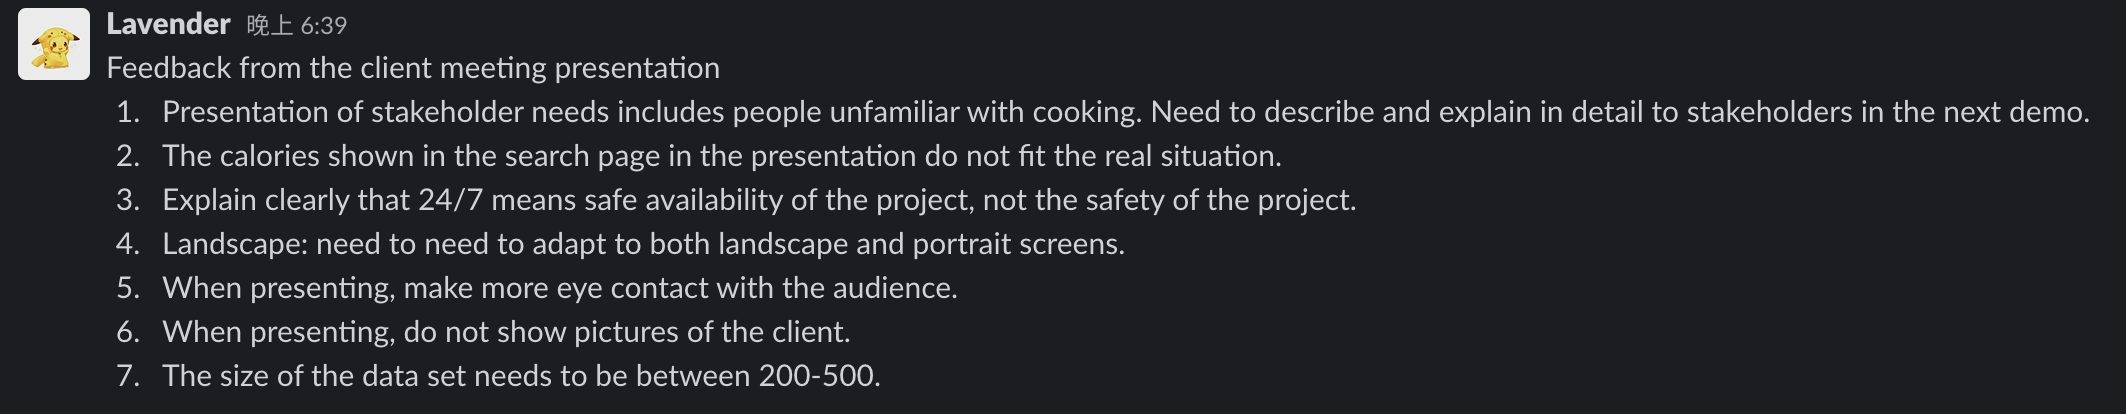 Lavender 晚上 6:39
Feedback from the client meeting presentation
1. Presentation of stakeholder needs includes people unfamiliar with cooking. Need to describe and explain in detail to stakeholders in the next demo.
2. The calories shown in the search page in the presentation do not fit the real situation.
3. Explain clearly that 24/7 means safe availability of the project, not the safety of the project.
4. Landscape: need to need to adapt to both landscape and portrait screens.
5. When presenting, make more eye contact with the audience.
6. When presenting, do not show pictures of the client.
7. The size of the data set needs to be between 200-500.